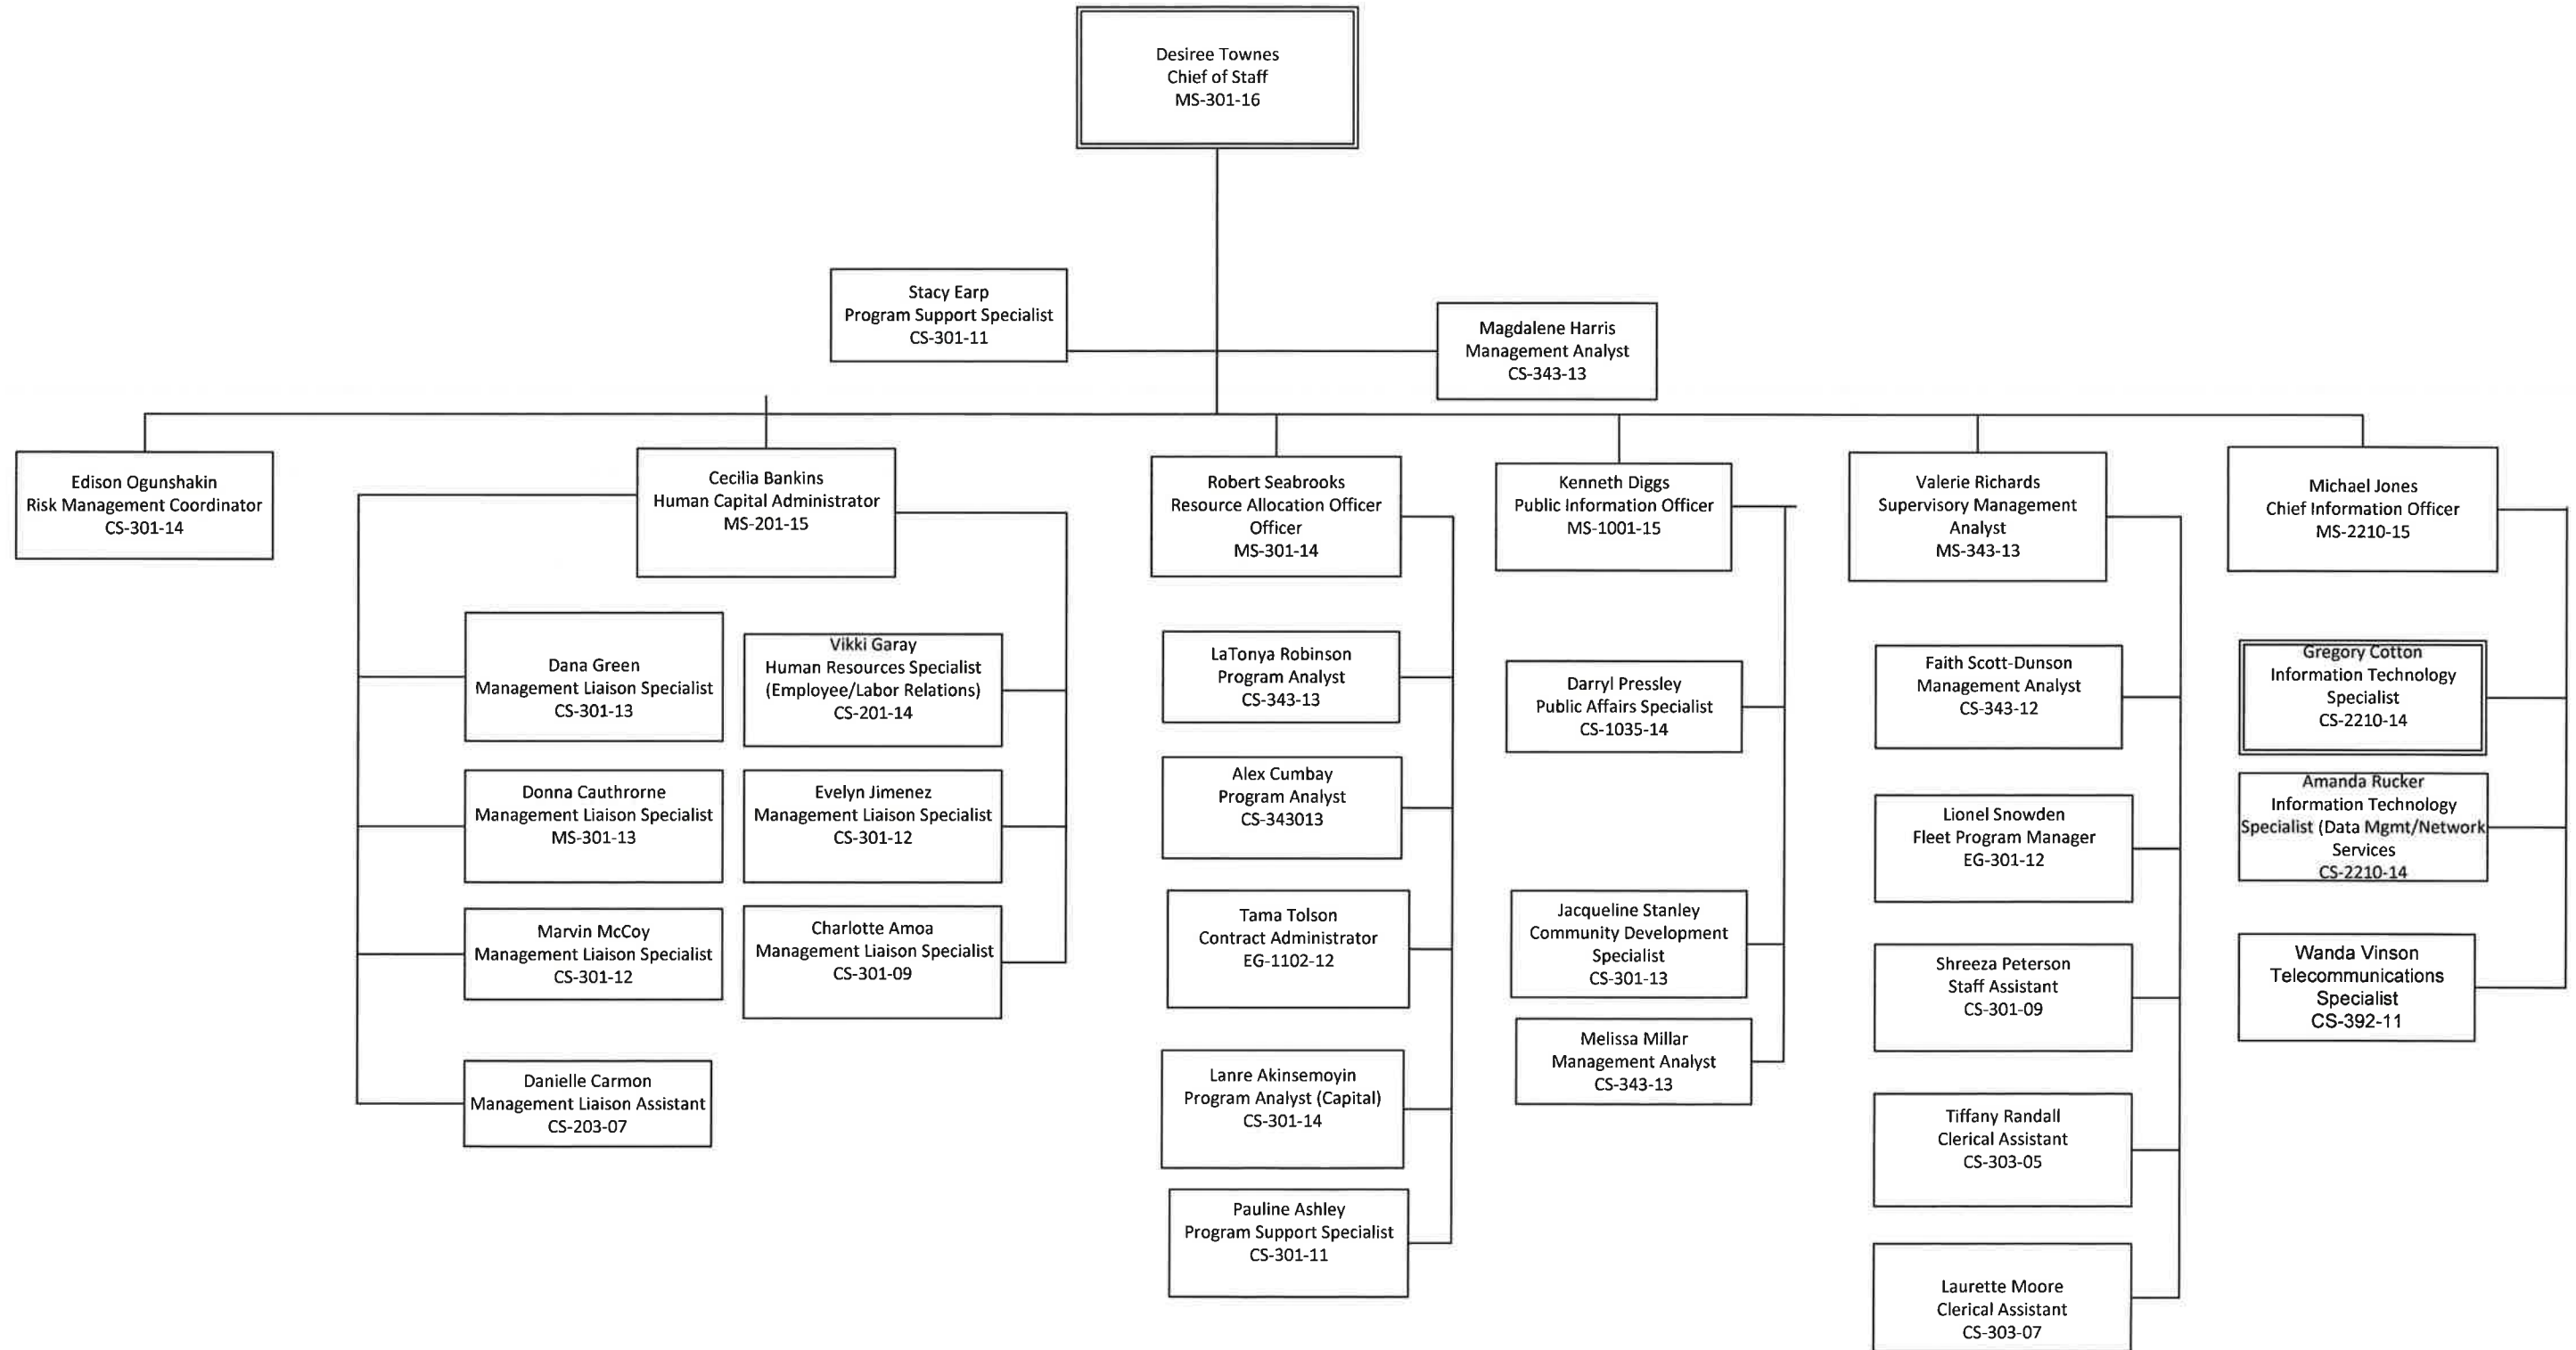 Desiree Townes
Chief of Staff
MS-301-16
Stacy Earp
Program Support Specialist
CS-301-11
Magdalene Harris
Management Analyst
CS-343-13
Edison Ogunshakin
Risk Management Coordinator
CS-301-14
Cecilia Bankins
Human Capital Administrator
MS-201-15
Robert Seabrooks
Resource Allocation Officer
Officer
MS-301-14
Kenneth Diggs
Public Information Officer
MS-1001-15
Valerie Richards
Supervisory Management
Analyst
MS-343-13
Michael Jones
Chief Information Officer
MS-2210-15
Dana Green
Management Liaison Specialist
CS-301-13
Donna Cauthrorne
Management Liaison Specialist
MS-301-13
Marvin McCoy
Management Liaison Specialist
CS-301-12
Danielle Carmon
Management Liaison Assistant
CS-203-07
Vikki Garay
Human Resources Specialist
(Employee/Labor Relations)
CS-201-14
Evelyn Jimenez
Management Liaison Specialist
CS-301-12
Charlotte Amoa
Management Liaison Specialist
CS-301-09
LaTonya Robinson
Program Analyst
CS-343-13
Alex Cumbay
Program Analyst
CS-343013
Tama Tolson
Contract Administrator
EG-1102-12
Lanre Akinsemoyin
Program Analyst (Capital)
CS-301-14
Pauline Ashley
Program Support Specialist
CS-301-11
Darryl Pressley
Public Affairs Specialist
CS-1035-14
Jacqueline Stanley
Community Development
Specialist
CS-301-13
Melissa Millar
Management Analyst
CS-343-13
Faith Scott-Dunson
Management Analyst
CS-343-12
Lionel Snowden
Fleet Program Manager
EG-301-12
Shreeza Peterson
Staff Assistant
CS-301-09
Tiffany Randall
Clerical Assistant
CS-303-05
Laurette Moore
Clerical Assistant
CS-303-07
Gregory Cotton
Information Technology
Specialist
CS-2210-14
Amanda Rucker
Information Technology
Specialist (Data Mgmt/Network
Services
CS-2210-14
Wanda Vinson
Telecommunications
Specialist
CS-392-11